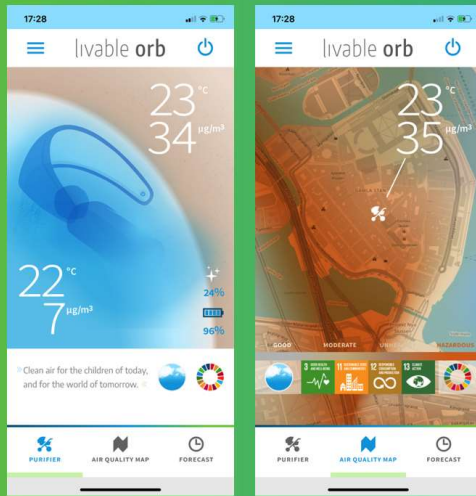 17:28
livable orb
23 °C
34 µg/m³
22 °C
7 µg/m³
24%
96%
"Clean air for the children of today,
and for the world of tomorrow."
PURIFIER
AIR QUALITY MAP
FORECAST
17:28
livable orb
23 °C
35 µg/m³
GOOD
MODERATE
HAZARDOUS
3
11
12
13 CLIMATE ACTION
PURIFIER
AIR QUALITY MAP
FORECAST